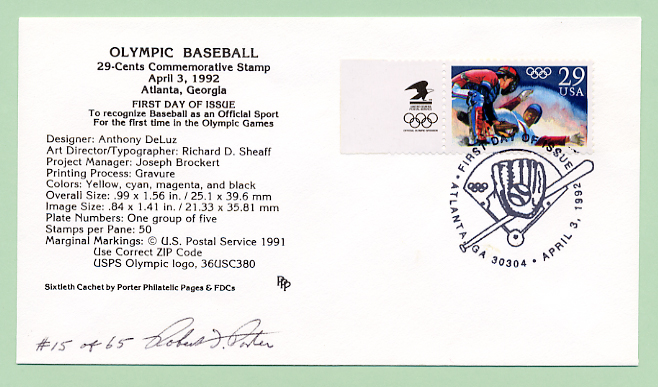 OLYMPIC BASEBALL
29-Cents Commemorative Stamp
April 3, 1992
Atlanta, Georgia
FIRST DAY OF ISSUE
To recognize Baseball as an Official Sport
For the first time in the Olympic Games
Designer: Anthony DeLuz
Art Director/Typographer: Richard D. Sheaff
Project Manager: Joseph Brockert
Printing Process: Gravure
Colors: Yellow, cyan, magenta, and black
Overall Size: .99 x 1.56 in. / 25.1 x 39.6 mm
Image Size: .84 x 1.41 in. / 21.33 x 35.81 mm
Plate Numbers: One group of five
Stamps per Pane: 50
Marginal Markings: © U.S. Postal Service 1991
Use Correct ZIP Code
USPS Olympic logo, 36USC380
Sixtieth Cachet by Porter Philatelic Pages & FDCs
PPP
#15 of 65 Robert J. Porter
29
USA
FIRST DAY OF ISSUE
ATLANTA, GA 30304 • APRIL 3, 1992